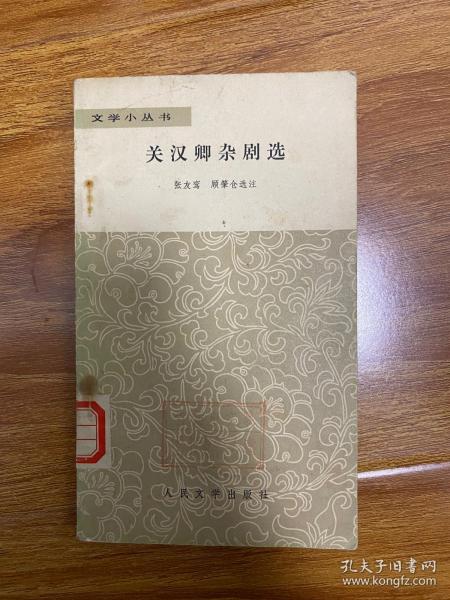 文学小丛书
关汉卿杂剧选
张友鸾 顾肇仓选注
人民文学出版社
孔夫子旧书网
www.kongfz.com